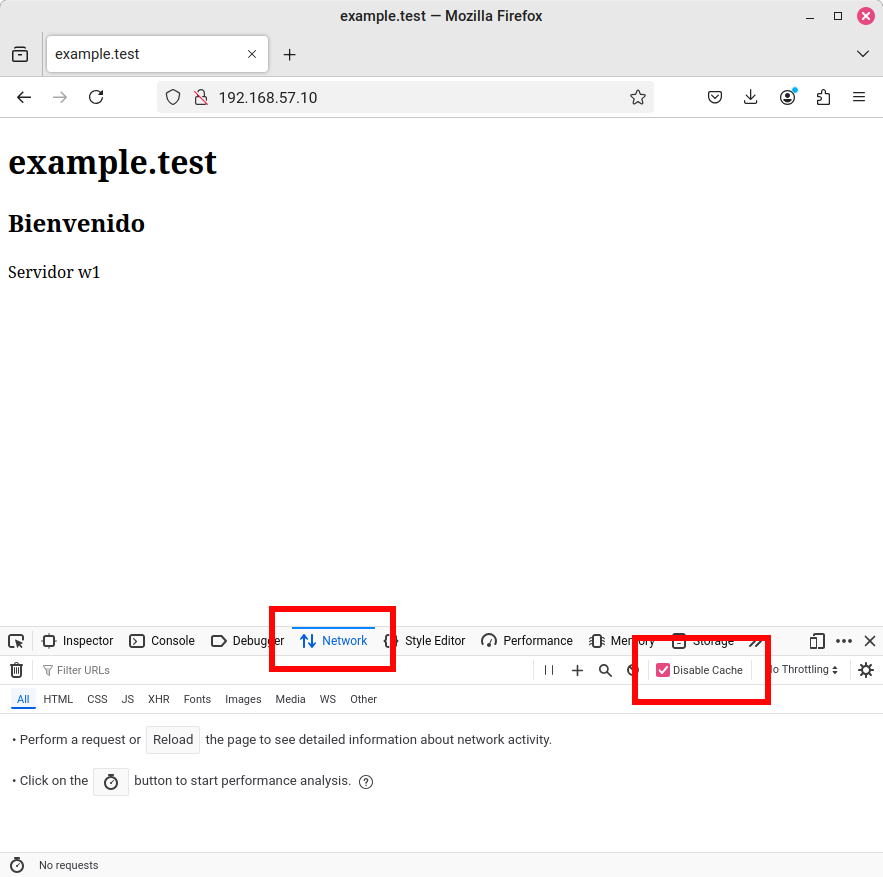 example.test — Mozilla Firefox
example.test
192.168.57.10
example.test
Bienvenido
Servidor w1
Inspector Console Debugger Network Style Editor Performance Memory Storage
Filter URLs Disable Cache No Throttling
All HTML CSS JS XHR Fonts Images Media WS Other
• Perform a request or Reload the page to see detailed information about network activity.
• Click on the button to start performance analysis.
No requests